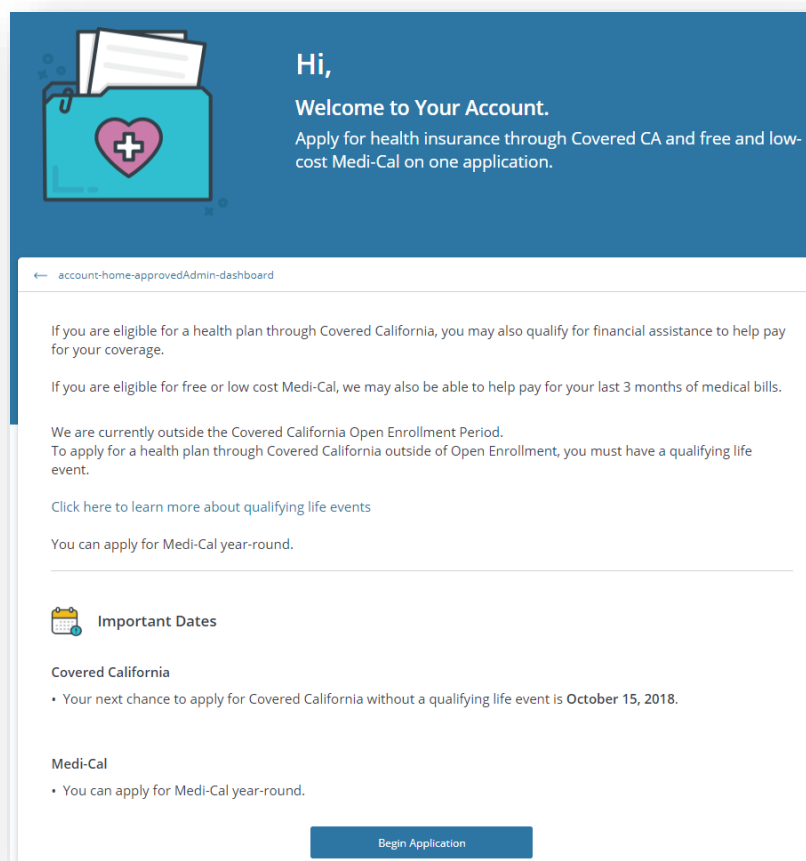 Hi,
Welcome to Your Account.
Apply for health insurance through Covered CA and free and low-
cost Medi-Cal on one application.
← account-home-approvedAdmin-dashboard
If you are eligible for a health plan through Covered California, you may also qualify for financial assistance to help pay
for your coverage.
If you are eligible for free or low cost Medi-Cal, we may also be able to help pay for your last 3 months of medical bills.
We are currently outside the Covered California Open Enrollment Period.
To apply for a health plan through Covered California outside of Open Enrollment, you must have a qualifying life
event.
Click here to learn more about qualifying life events
You can apply for Medi-Cal year-round.
Important Dates
Covered California
• Your next chance to apply for Covered California without a qualifying life event is October 15, 2018.
Medi-Cal
• You can apply for Medi-Cal year-round.
Begin Application